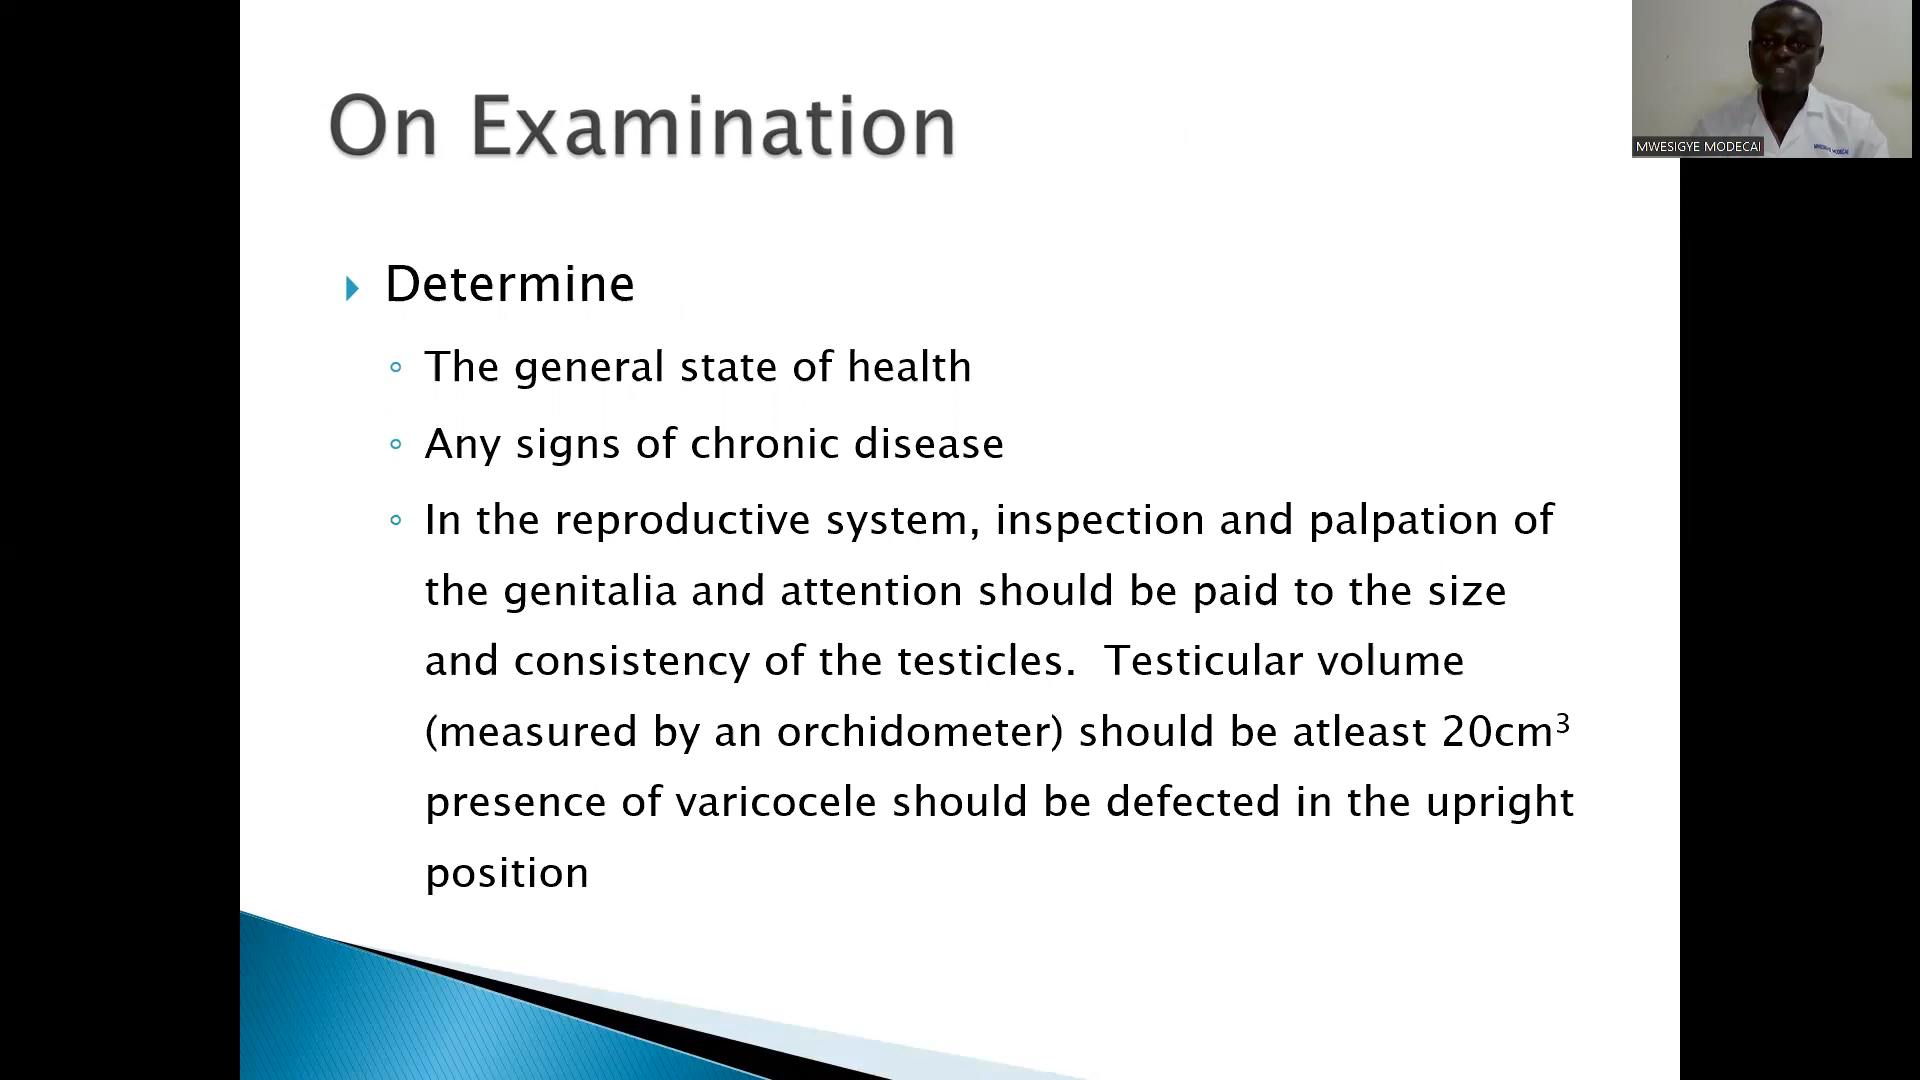 On Examination
MWESIGYE MODECAI
Determine
The general state of health
Any signs of chronic disease
In the reproductive system, inspection and palpation of
the genitalia and attention should be paid to the size
and consistency of the testicles. Testicular volume
(measured by an orchidometer) should be atleast 20cm³
presence of varicocele should be defected in the upright
position